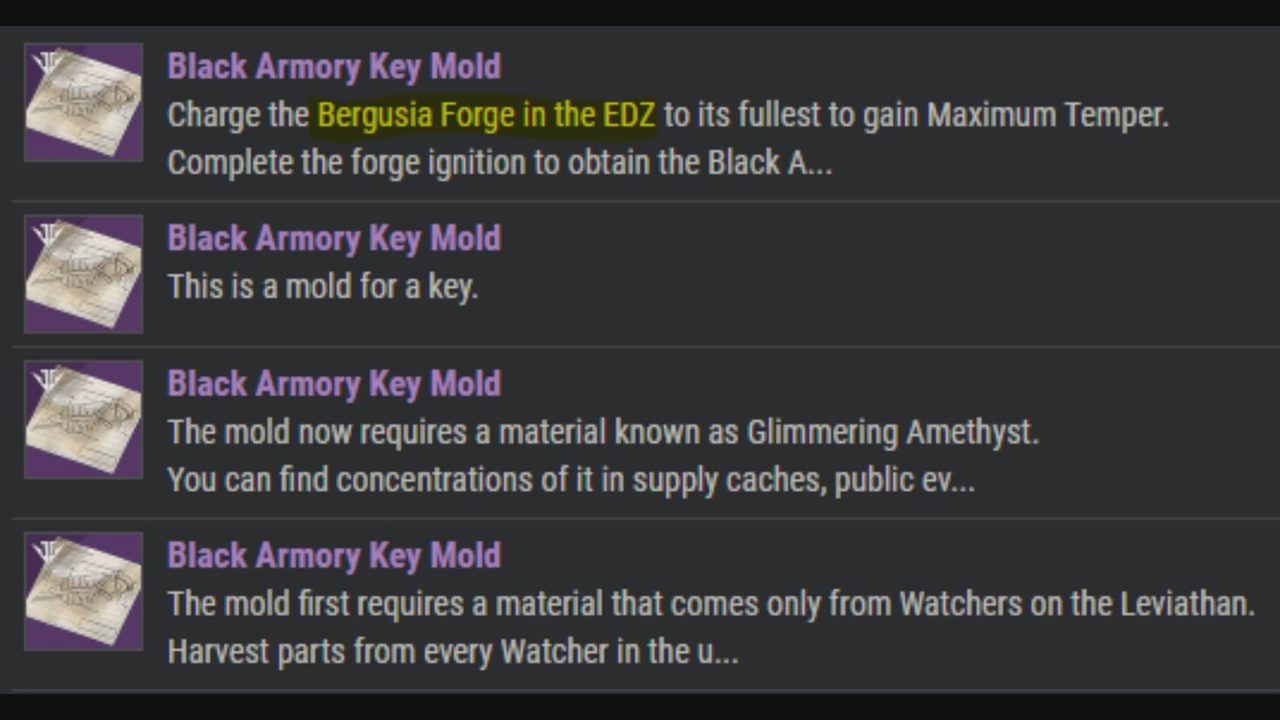 Black Armory Key Mold
Charge the Bergusia Forge in the EDZ to its fullest to gain Maximum Temper.
Complete the forge ignition to obtain the Black A...
Black Armory Key Mold
This is a mold for a key.
Black Armory Key Mold
The mold now requires a material known as Glimmering Amethyst.
You can find concentrations of it in supply caches, public ev...
Black Armory Key Mold
The mold first requires a material that comes only from Watchers on the Leviathan.
Harvest parts from every Watcher in the u...